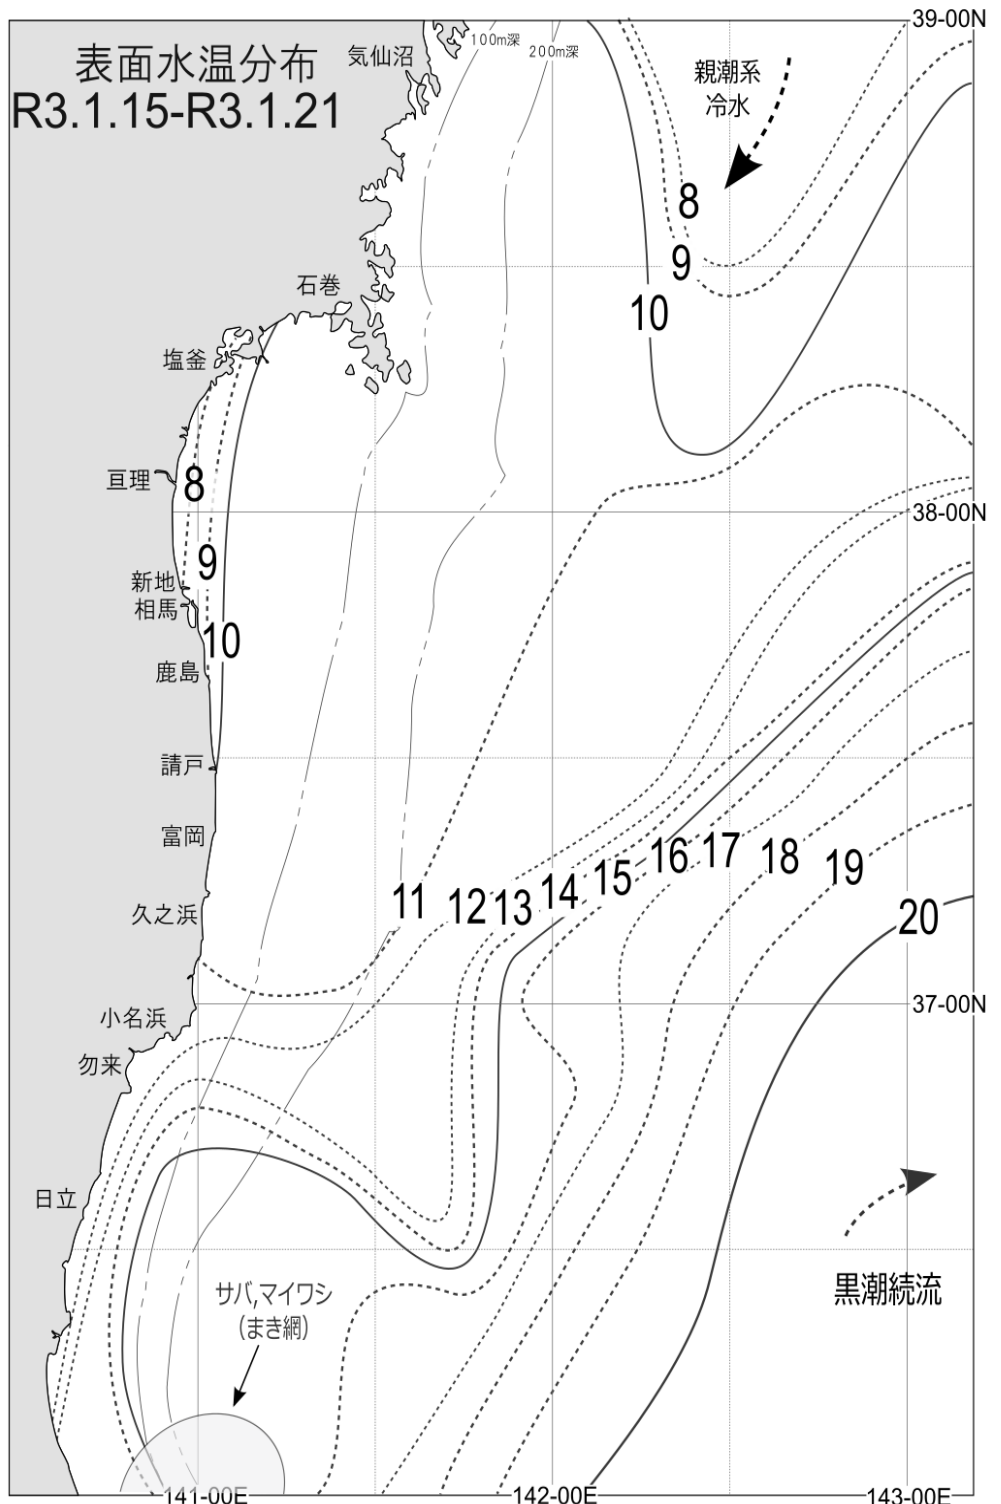 表面水温分布
R3.1.15-R3.1.21
気仙沼
100m深
200m深
39-00N
親潮系
冷水
8
9
10
石巻
塩釜
亘理
8
38-00N
9
新地
相馬
10
鹿島
請戸
富岡
久之浜
11
12
13
14
15
16
17
18
19
20
37-00N
小名浜
勿来
日立
サバ,マイワシ
(まき網)
黒潮続流
141-00E
142-00E
143-00E